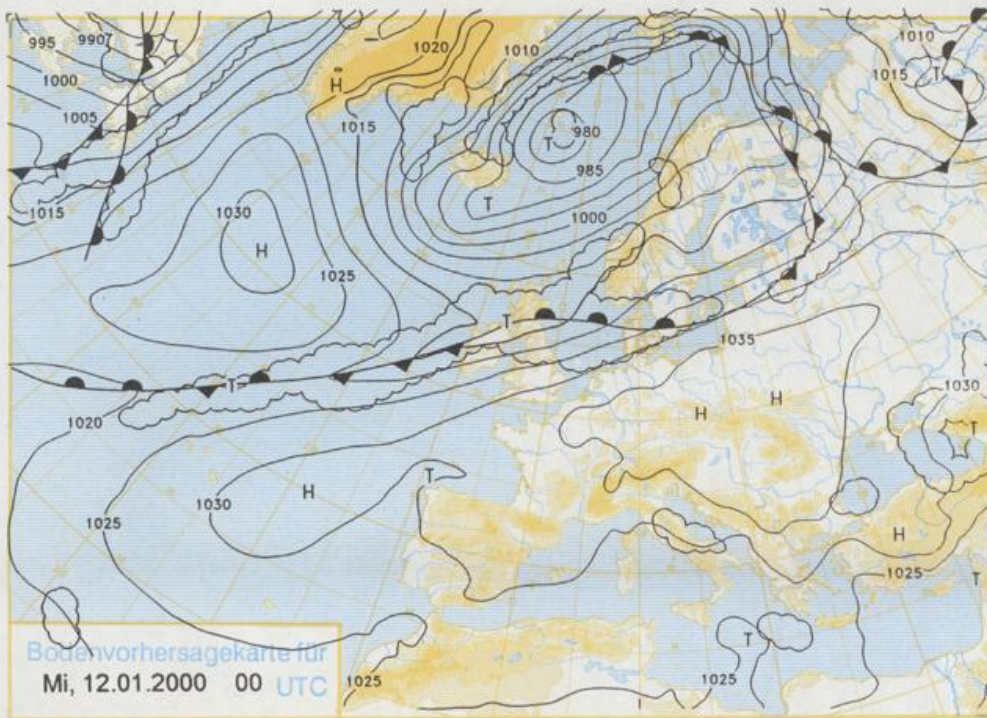 995 990 1020 1010 1010
1000 H 1015 T
1005 1015 T 980
985
1015 1030 T 1000
H
1025
T 1035
T 1030
1020 H H T
T
1030 H
1025 H
1025
T
T
Bodenvorhersagekarte für
Mi, 12.01.2000 00 UTC
1025 1025